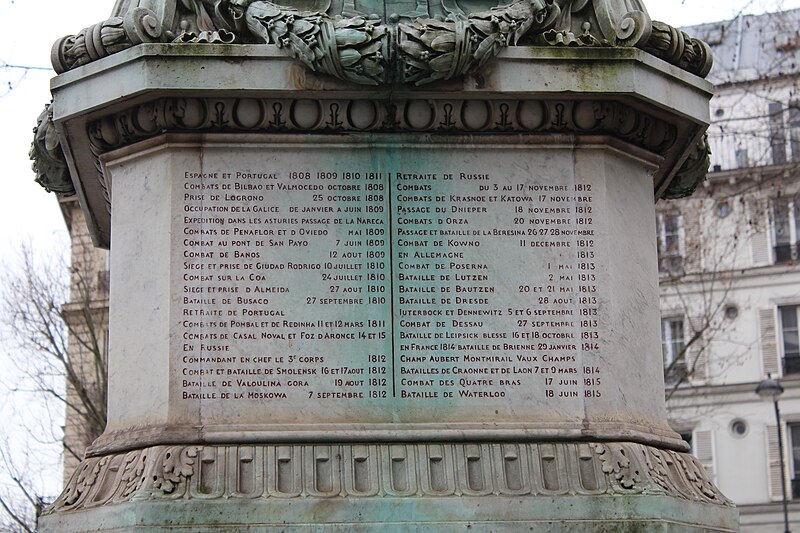 ESPAGNE ET PORTUGAL 1808 1809 1810 1811
COMBATS DE BILBAO ET VALMOCEDO OCTOBRE 1808
PRISE DE LOGRONO 25 OCTOBRE 1808
OCCUPATION DE LA GALICE DE JANVIER A JUIN 1809
EXPEDITION DANS LES ASTURIES PASSAGE DE LA NARECA
COMBATS DE PENAFLOR ET D OVIEDO MAI 1809
COMBAT AU PONT DE SAN PAYO 7 JUIN 1809
COMBAT DE BANOS 12 AOUT 1809
SIEGE ET PRISE DE CIUDAD RODRIGO 10 JUILLET 1810
COMBAT SUR LA COA 24 JUILLET 1810
SIEGE ET PRISE D ALMEIDA 27 AOUT 1810
BATAILLE DE BUSACO 27 SEPTEMBRE 1810
RETRAITE DE PORTUGAL
COMBATS DE POMBAL ET DE REDINHA 11 ET 12 MARS 1811
COMBATS DE CASAL NOVAL ET FOZ D'ARONCE 14 ET 15
EN RUSSIE
COMMANDANT EN CHEF LE 3E CORPS 1812
COMBAT ET BATAILLE DE SMOLENSK 16 ET 17 AOUT 1812
BATAILLE DE VALOULINA GORA 19 AOUT 1812
BATAILLE DE LA MOSKOWA 7 SEPTEMBRE 1812
RETRAITE DE RUSSIE
COMBATS DU 3 AU 17 NOVEMBRE 1812
COMBATS DE KRASNOE ET KATOWA 17 NOVEMBRE
PASSAGE DU DNIEPER 18 NOVEMBRE 1812
COMBATS D'ORZA 20 NOVEMBRE 1812
PASSAGE ET BATAILLE DE LA BERESINA 26 27 28 NOVEMBRE
COMBAT DE KOWNO 11 DECEMBRE 1812
EN ALLEMAGNE 1813
COMBAT DE POSERNA 1 MAI 1813
BATAILLE DE LUTZEN 2 MAI 1813
BATAILLE DE BAUTZEN 20 ET 21 MAI 1813
BATAILLE DE DRESDE 28 AOUT 1813
IUTERBOCK ET DENNEWITZ 5 ET 6 SEPTEMBRE 1813
COMBAT DE DESSAU 27 SEPTEMBRE 1813
BATAILLE DE LEIPSICK BLESSE 16 ET 18 OCTOBRE 1813
EN FRANCE 1814 BATAILLE DE BRIENNE 29 JANVIER 1814
CHAMP AUBERT MONTMIRAIL VAUX CHAMPS
BATAILLES DE CRAONNE ET DE LAON 7 ET 9 MARS 1814
COMBAT DES QUATRE BRAS 17 JUIN 1815
BATAILLE DE WATERLOO 18 JUIN 1815